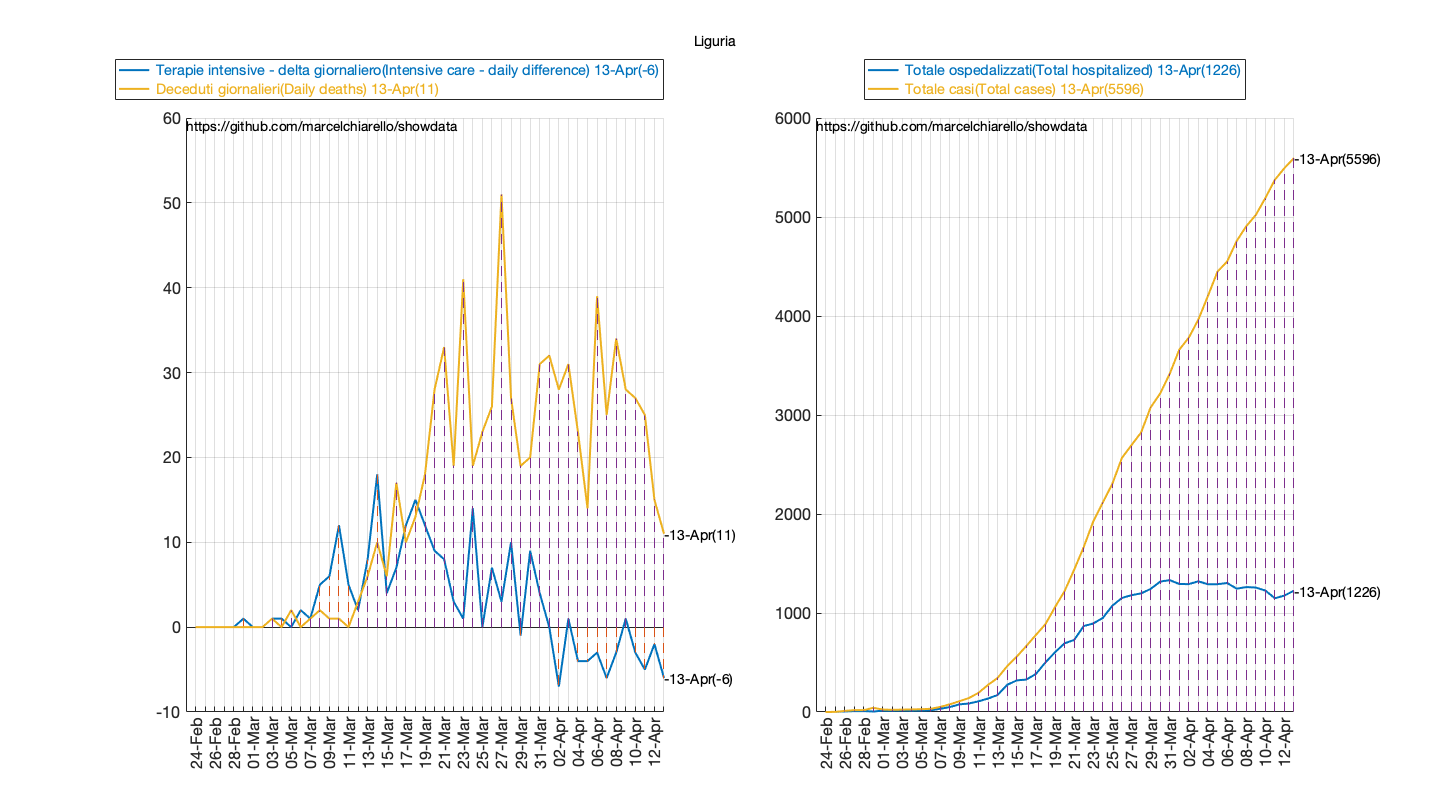 Liguria
Terapie intensive - delta giornaliero(Intensive care - daily difference) 13-Apr(-6)
Deceduti giornalieri(Daily deaths) 13-Apr(11)
https://github.com/marcelchiarello/showdata
60
50
40
30
20
10
0
-10
-13-Apr(11)
-13-Apr(-6)
24-Feb
26-Feb
28-Feb
01-Mar
03-Mar
05-Mar
07-Mar
09-Mar
11-Mar
13-Mar
15-Mar
17-Mar
19-Mar
21-Mar
23-Mar
25-Mar
27-Mar
29-Mar
31-Mar
02-Apr
04-Apr
06-Apr
08-Apr
10-Apr
12-Apr
Totale ospedalizzati(Total hospitalized) 13-Apr(1226)
Totale casi(Total cases) 13-Apr(5596)
https://github.com/marcelchiarello/showdata
6000
5000
4000
3000
2000
1000
0
-13-Apr(5596)
-13-Apr(1226)
24-Feb
26-Feb
28-Feb
01-Mar
03-Mar
05-Mar
07-Mar
09-Mar
11-Mar
13-Mar
15-Mar
17-Mar
19-Mar
21-Mar
23-Mar
25-Mar
27-Mar
29-Mar
31-Mar
02-Apr
04-Apr
06-Apr
08-Apr
10-Apr
12-Apr